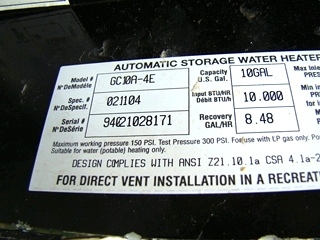 AUTOMATIC STORAGE WATER HEATER
Model # GC10A-4E Capacity U.S. Gal. 10GAL Max
N° DeModèle
Spec. # 021104 Input BTU/HR 10.000
N° DeSpécif. Débit BTU/h
Serial # 94021028171 Recovery GAL/HR 8.48
N° DeSérie
Maximum working pressure 150 PSI. Test Pressure 300 PSI. For use with LP gas only. Fo
Suitable for water (potable) heating only.
DESIGN COMPLIES WITH ANSI Z21.10.1a CSA 4.1a-2
FOR DIRECT VENT INSTALLATION IN A RECREAT